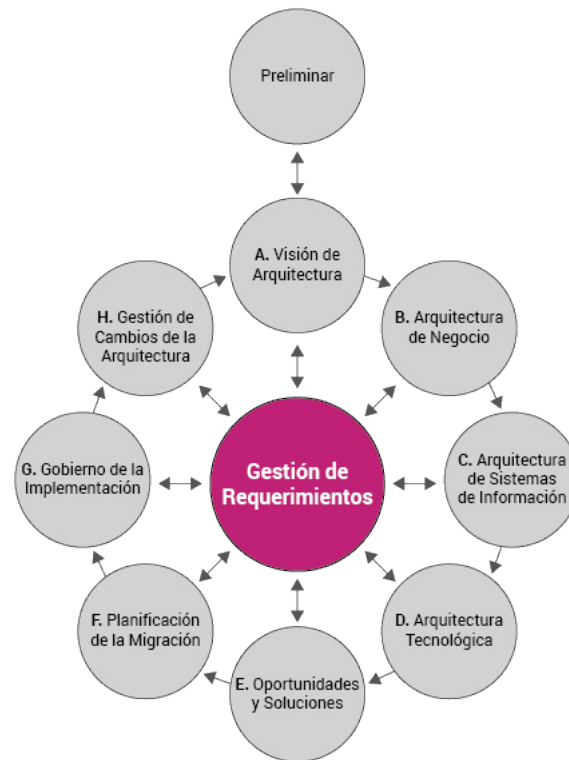 Preliminar
A. Visión de
Arquitectura
B. Arquitectura
de Negocio
C. Arquitectura
de Sistemas
de Información
D. Arquitectura
Tecnológica
E. Oportunidades
y Soluciones
F. Planificación
de la Migración
G. Gobierno de la
Implementación
H. Gestión de
Cambios de la
Arquitectura
Gestión de
Requerimientos